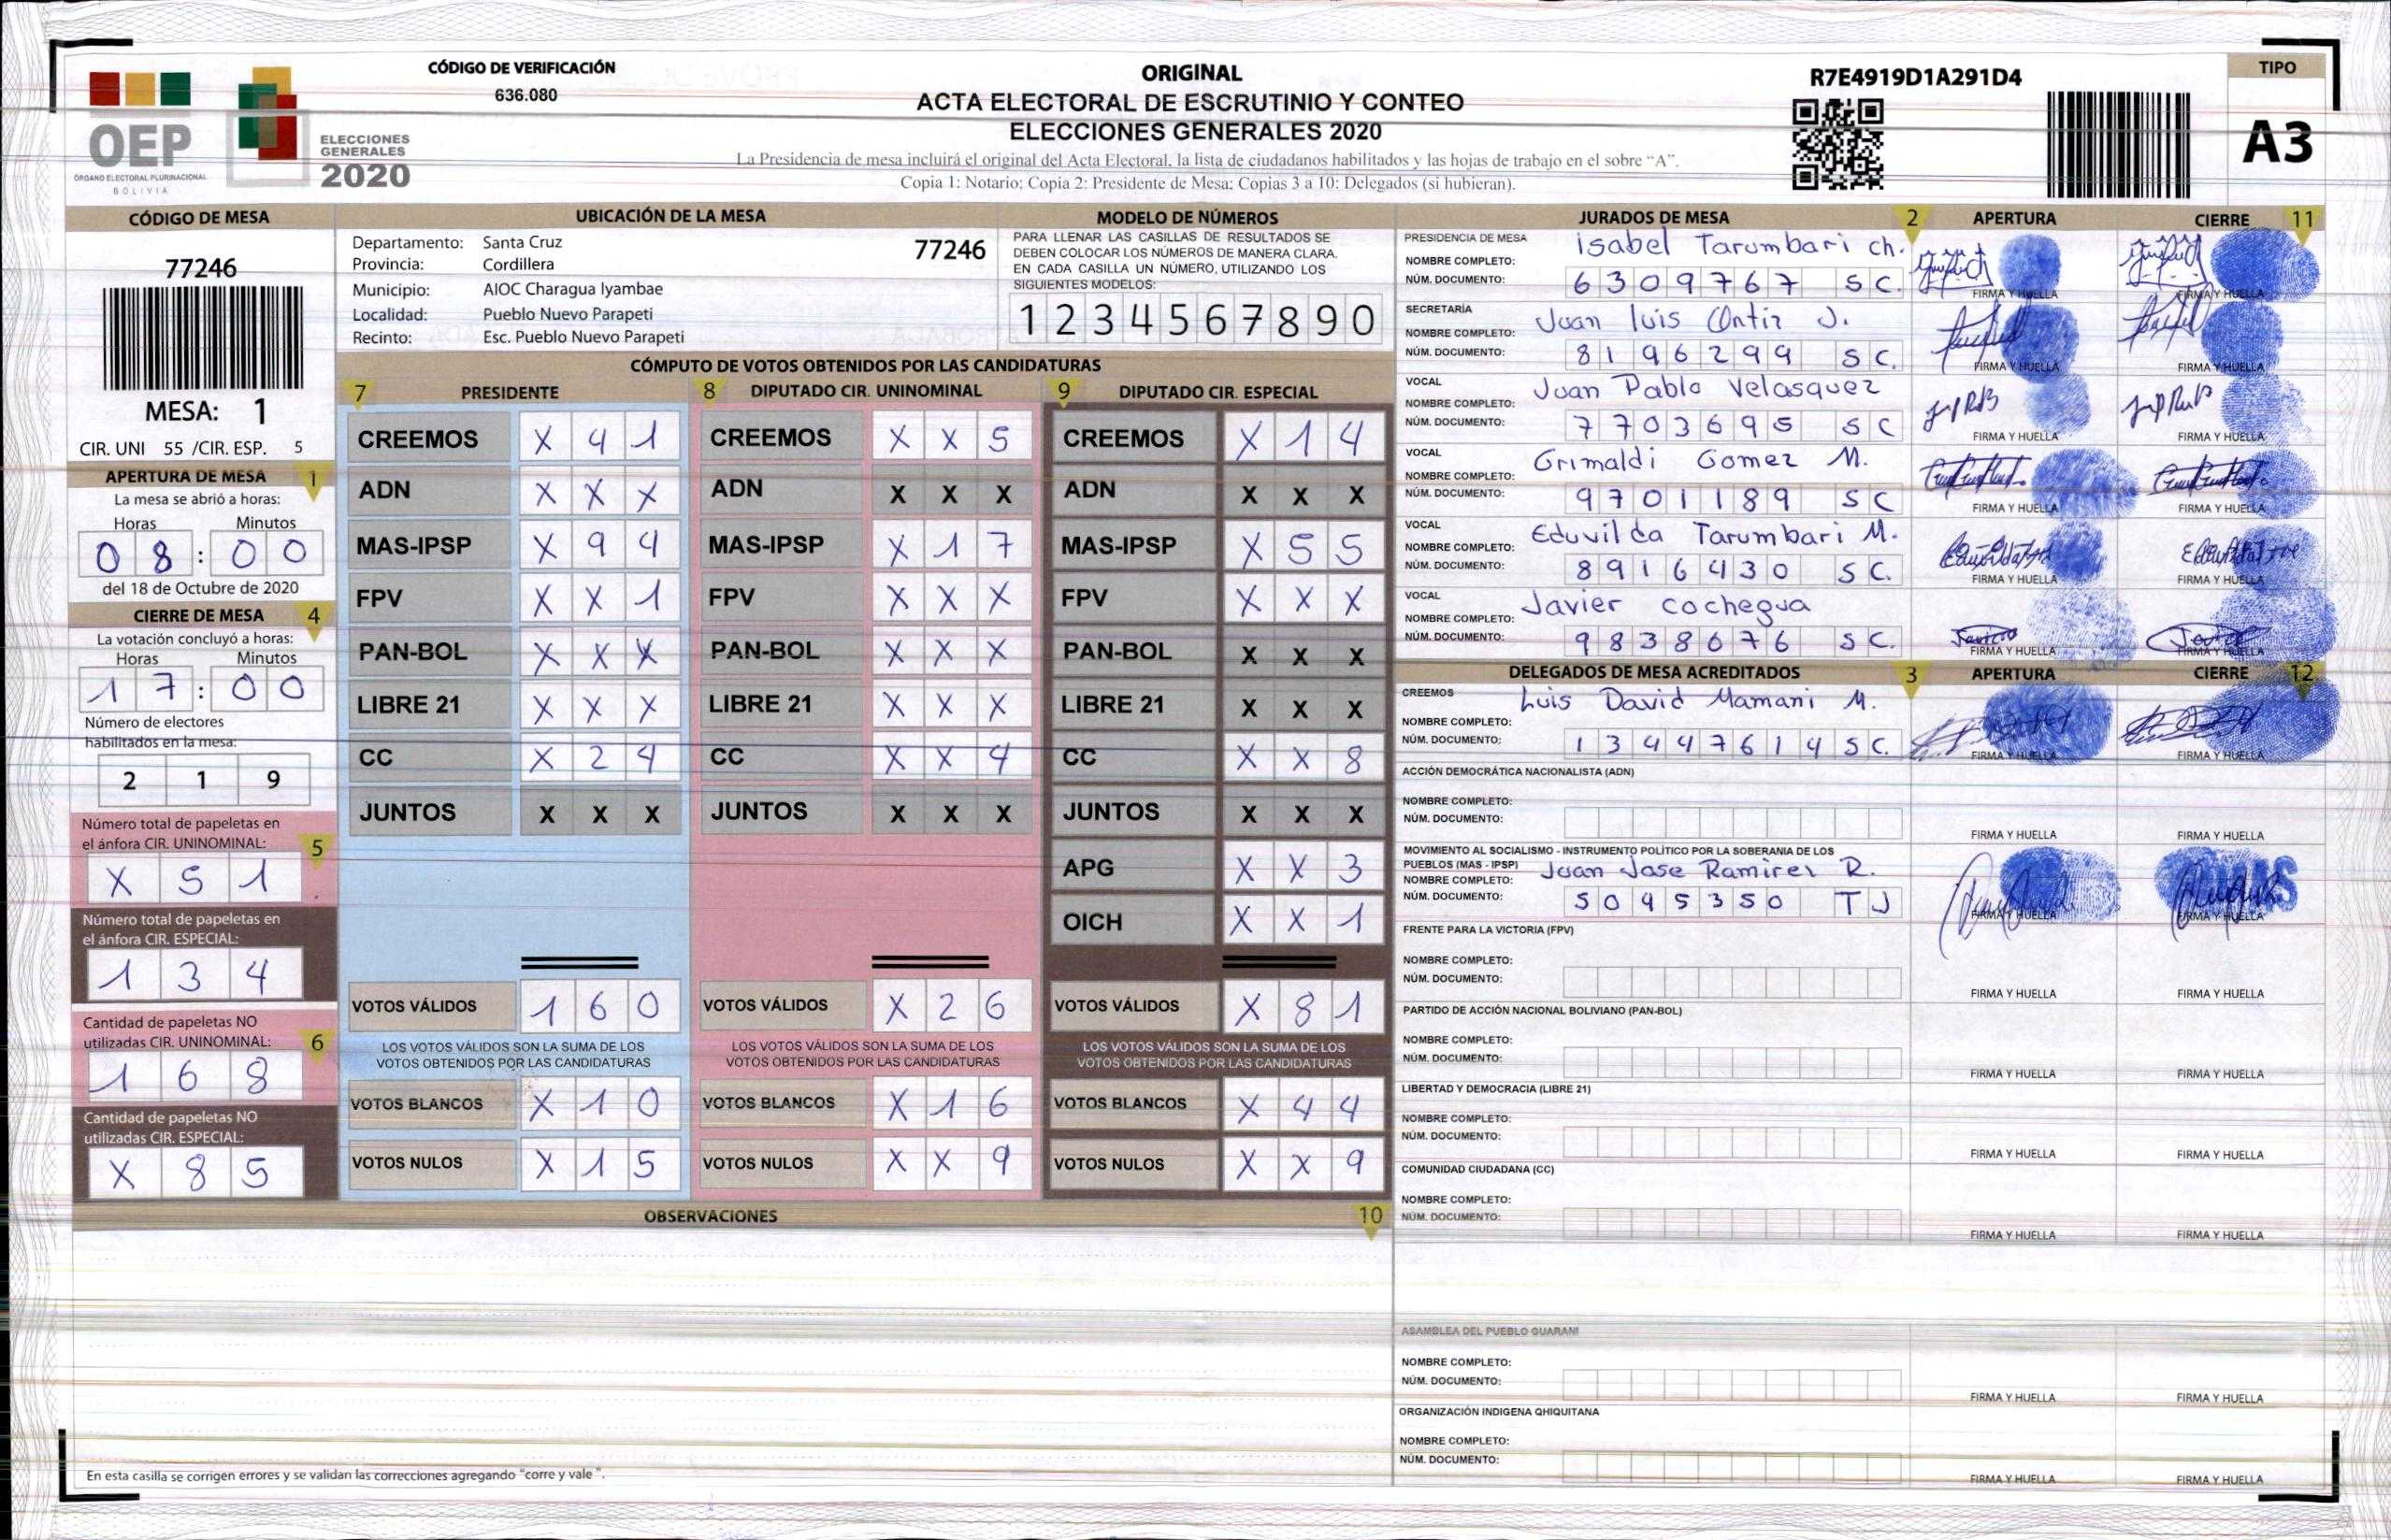 CÓDIGO DE VERIFICACIÓN
636.080
OEP
ÓRGANO ELECTORAL PLURINACIONAL
BOLIVIA
ELECCIONES
GENERALES
2020
ORIGINAL
ACTA ELECTORAL DE ESCRUTINIO Y CONTEO
ELECCIONES GENERALES 2020
La Presidencia de mesa incluirá el original del Acta Electoral, la lista de ciudadanos habilitados y las hojas de trabajo en el sobre “A”.
Copia 1: Notario; Copia 2: Presidente de Mesa; Copias 3 a 10: Delegados (si hubieran).
R7E4919D1A291D4
TIPO
A3
CÓDIGO DE MESA
77246
MESA: 1
CIR. UNI 55 /CIR. ESP. 5
APERTURA DE MESA 1
La mesa se abrió a horas:
Horas Minutos
0 8 : 0 0
del 18 de Octubre de 2020
CIERRE DE MESA 4
La votación concluyó a horas:
Horas Minutos
1 7 : 0 0
Número de electores
habilitados en la mesa:
2 1 9
Número total de papeletas en
el ánfora CIR. UNINOMINAL: 5
X 5 1
Número total de papeletas en
el ánfora CIR. ESPECIAL:
1 3 4
Cantidad de papeletas NO
utilizadas CIR. UNINOMINAL: 6
1 6 8
Cantidad de papeletas NO
utilizadas CIR. ESPECIAL:
X 8 5
UBICACIÓN DE LA MESA
Departamento: Santa Cruz 77246
Provincia: Cordillera
Municipio: AIOC Charagua Iyambae
Localidad: Pueblo Nuevo Parapeti
Recinto: Esc. Pueblo Nuevo Parapeti
MODELO DE NÚMEROS
PARA LLENAR LAS CASILLAS DE RESULTADOS SE
DEBEN COLOCAR LOS NÚMEROS DE MANERA CLARA.
EN CADA CASILLA UN NÚMERO, UTILIZANDO LOS
SIGUIENTES MODELOS:
1 2 3 4 5 6 7 8 9 0
CÓMPUTO DE VOTOS OBTENIDOS POR LAS CANDIDATURAS
7 PRESIDENTE
CREEMOS X 4 1
ADN X X X
MAS-IPSP X 9 4
FPV X X 1
PAN-BOL X X X
LIBRE 21 X X X
CC X 2 4
JUNTOS X X X
VOTOS VÁLIDOS 1 6 0
LOS VOTOS VÁLIDOS SON LA SUMA DE LOS
VOTOS OBTENIDOS POR LAS CANDIDATURAS
VOTOS BLANCOS X 1 0
VOTOS NULOS X 1 5
8 DIPUTADO CIR. UNINOMINAL
CREEMOS X X 5
ADN X X X
MAS-IPSP X 1 7
FPV X X X
PAN-BOL X X X
LIBRE 21 X X X
CC X X 4
JUNTOS X X X
VOTOS VÁLIDOS X 2 6
LOS VOTOS VÁLIDOS SON LA SUMA DE LOS
VOTOS OBTENIDOS POR LAS CANDIDATURAS
VOTOS BLANCOS X 1 6
VOTOS NULOS X X 9
9 DIPUTADO CIR. ESPECIAL
CREEMOS X 1 4
ADN X X X
MAS-IPSP X 5 5
FPV X X X
PAN-BOL X X X
LIBRE 21 X X X
CC X X 8
JUNTOS X X X
APG X X 3
OICH X X 1
VOTOS VÁLIDOS X 8 1
LOS VOTOS VÁLIDOS SON LA SUMA DE LOS
VOTOS OBTENIDOS POR LAS CANDIDATURAS
VOTOS BLANCOS X 4 4
VOTOS NULOS X X 9
OBSERVACIONES 10
En esta casilla se corrigen errores y se validan las correcciones agregando “corre y vale ”.
JURADOS DE MESA 2 APERTURA CIERRE 11
PRESIDENCIA DE MESA
NOMBRE COMPLETO: Isabel Tarumbari Ch.
NÚM. DOCUMENTO: 6309767 SC.
FIRMA Y HUELLA FIRMA Y HUELLA
SECRETARÍA
NOMBRE COMPLETO: Juan luis Ontiz J.
NÚM. DOCUMENTO: 8196299 SC.
FIRMA Y HUELLA FIRMA Y HUELLA
VOCAL
NOMBRE COMPLETO: Juan Pablo Velasquez
NÚM. DOCUMENTO: 7703695 SC
FIRMA Y HUELLA FIRMA Y HUELLA
VOCAL
NOMBRE COMPLETO: Grimaldi Gomez M.
NÚM. DOCUMENTO: 9701189 SC
FIRMA Y HUELLA FIRMA Y HUELLA
VOCAL
NOMBRE COMPLETO: Eduvilda Tarumbari M.
NÚM. DOCUMENTO: 8916430 SC.
FIRMA Y HUELLA FIRMA Y HUELLA
VOCAL
NOMBRE COMPLETO: Javier cochegua
NÚM. DOCUMENTO: 9838676 SC.
FIRMA Y HUELLA FIRMA Y HUELLA
DELEGADOS DE MESA ACREDITADOS 3 APERTURA CIERRE 12
CREEMOS
NOMBRE COMPLETO: Luis David Mamani M.
NÚM. DOCUMENTO: 13447614 SC.
FIRMA Y HUELLA FIRMA Y HUELLA
ACCIÓN DEMOCRÁTICA NACIONALISTA (ADN)
NOMBRE COMPLETO:
NÚM. DOCUMENTO:
FIRMA Y HUELLA FIRMA Y HUELLA
MOVIMIENTO AL SOCIALISMO - INSTRUMENTO POLÍTICO POR LA SOBERANIA DE LOS
PUEBLOS (MAS - IPSP)
NOMBRE COMPLETO: Juan Jose Ramirez R.
NÚM. DOCUMENTO: 5095350 TJ
FIRMA Y HUELLA FIRMA Y HUELLA
FRENTE PARA LA VICTORIA (FPV)
NOMBRE COMPLETO:
NÚM. DOCUMENTO:
FIRMA Y HUELLA FIRMA Y HUELLA
PARTIDO DE ACCIÓN NACIONAL BOLIVIANO (PAN-BOL)
NOMBRE COMPLETO:
NÚM. DOCUMENTO:
FIRMA Y HUELLA FIRMA Y HUELLA
LIBERTAD Y DEMOCRACIA (LIBRE 21)
NOMBRE COMPLETO:
NÚM. DOCUMENTO:
FIRMA Y HUELLA FIRMA Y HUELLA
COMUNIDAD CIUDADANA (CC)
NOMBRE COMPLETO:
NÚM. DOCUMENTO:
FIRMA Y HUELLA FIRMA Y HUELLA
ASAMBLEA DEL PUEBLO GUARANI
NOMBRE COMPLETO:
NÚM. DOCUMENTO:
FIRMA Y HUELLA FIRMA Y HUELLA
ORGANIZACIÓN INDIGENA QHIQUITANA
NOMBRE COMPLETO:
NÚM. DOCUMENTO:
FIRMA Y HUELLA FIRMA Y HUELLA